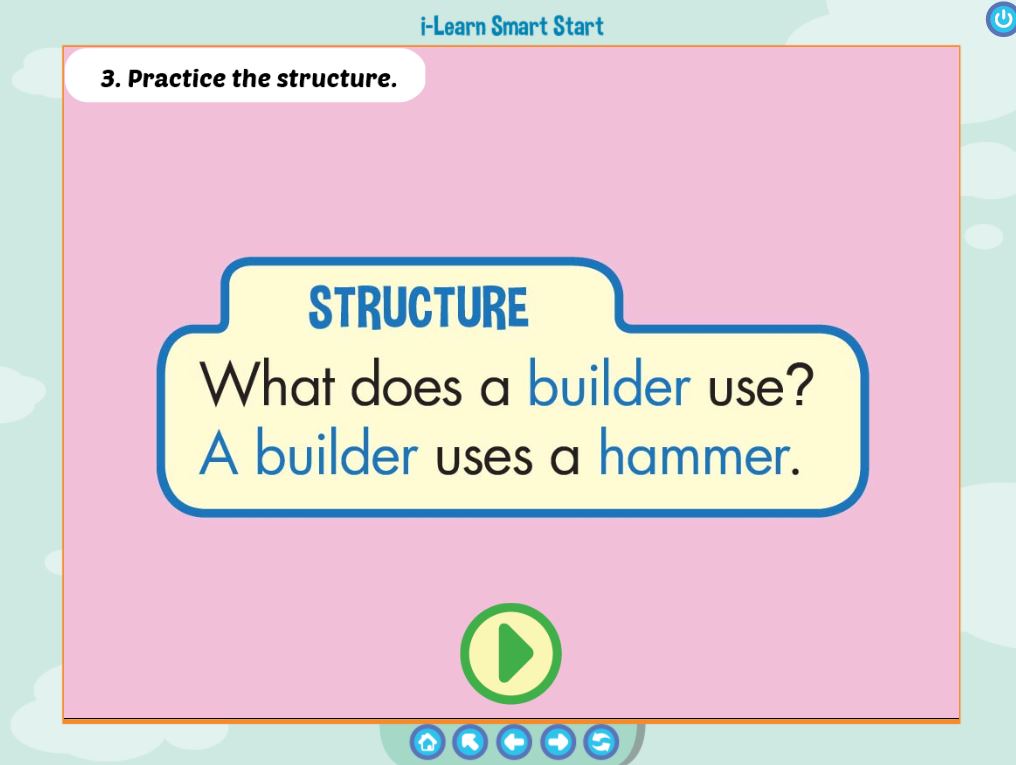 i-Learn Smart Start
3. Practice the structure.
STRUCTURE
What does a builder use?
A builder uses a hammer.